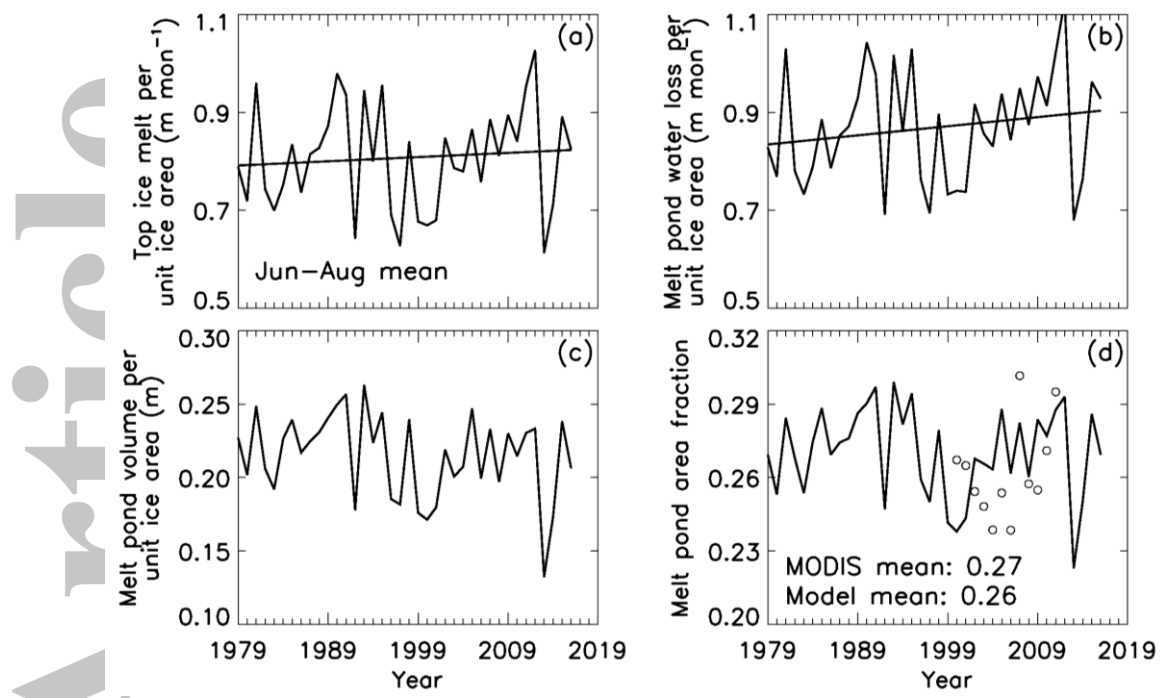 Article
Top ice melt per
unit ice area (m mon⁻¹)
1.1
0.9
0.7
0.5
(a)
Jun–Aug mean
Melt pond water loss per
unit ice area (m mon⁻¹)
1.1
0.9
0.7
0.5
(b)
Melt pond volume per
unit ice area (m)
0.30
0.25
0.20
0.15
0.10
(c)
1979 1989 1999 2009 2019
Year
Melt pond area fraction
0.32
0.29
0.26
0.23
0.20
(d)
MODIS mean: 0.27
Model mean: 0.26
1979 1989 1999 2009 2019
Year